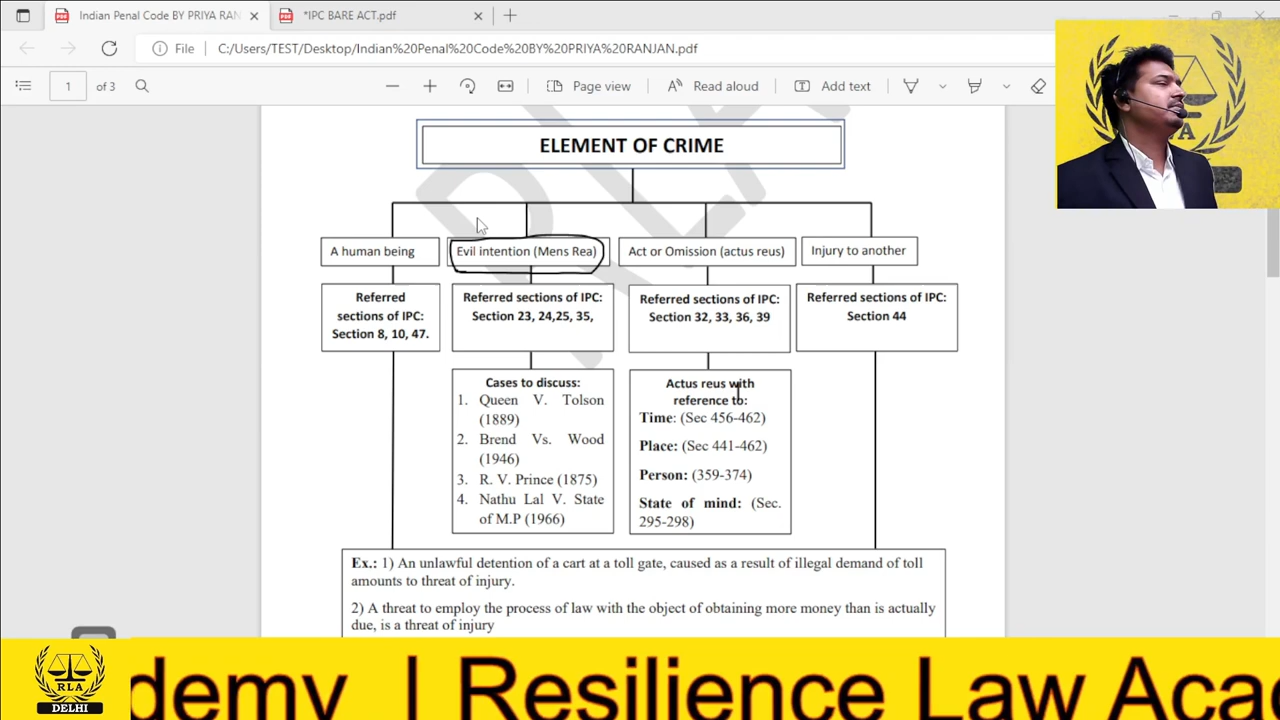 Indian Penal Code BY PRIYA RAN
*IPC BARE ACT.pdf
File
C:/Users/TEST/Desktop/Indian%20Penal%20Code%20BY%20PRIYA%20RANJAN.pdf
1 of 3
Page view
Read aloud
Add text
ELEMENT OF CRIME
A human being
Evil intention (Mens Rea)
Act or Omission (actus reus)
Injury to another
Referred
sections of IPC:
Section 8, 10, 47.
Referred sections of IPC:
Section 23, 24,25, 35,
Referred sections of IPC:
Section 32, 33, 36, 39
Referred sections of IPC:
Section 44
Cases to discuss:
1. Queen V. Tolson
(1889)
2. Brend Vs. Wood
(1946)
3. R. V. Prince (1875)
4. Nathu Lal V. State
of M.P (1966)
Actus reus with
reference to:
Time: (Sec 456-462)
Place: (Sec 441-462)
Person: (359-374)
State of mind: (Sec.
295-298)
Ex.: 1) An unlawful detention of a cart at a toll gate, caused as a result of illegal demand of toll
amounts to threat of injury.
2) A threat to employ the process of law with the object of obtaining more money than is actually
due, is a threat of injury
RLA
DELHI
demy | Resilience Law Aca